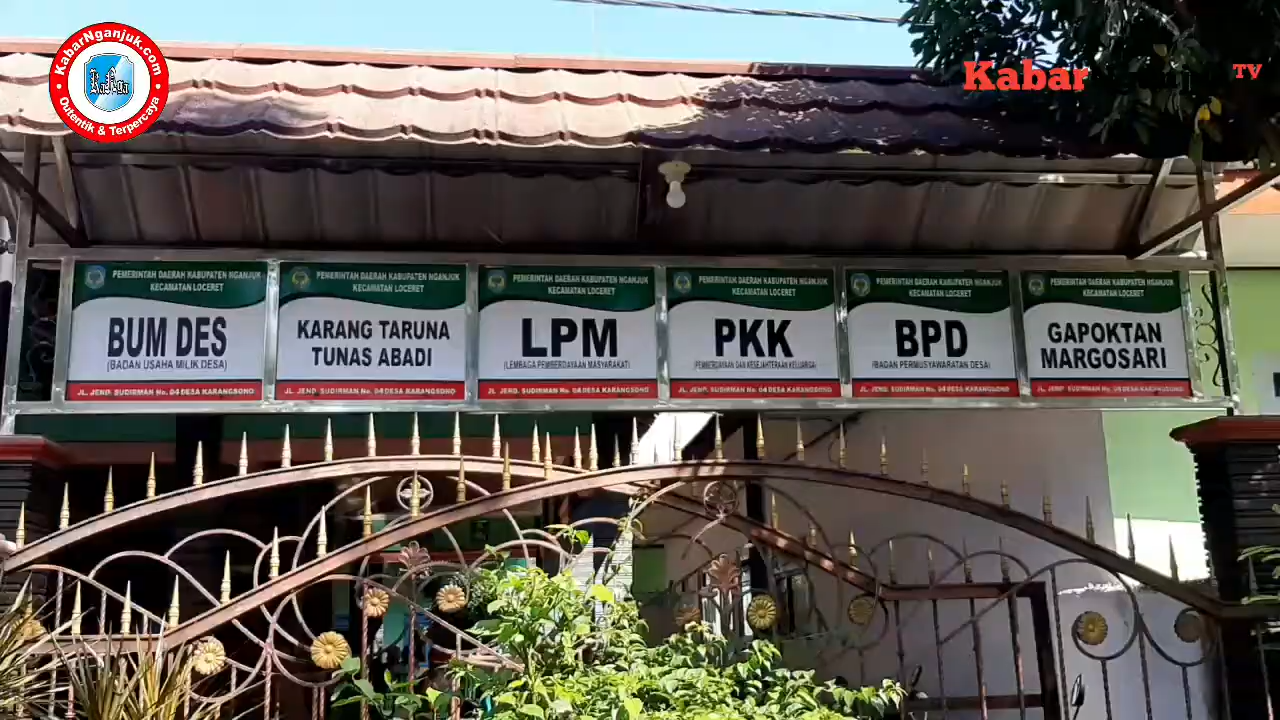 KabarNganjuk.com
Outentik & Terpercaya
Kabar TV
PEMERINTAH DAERAH KABUPATEN NGANJUK
KECAMATAN LOCERET
BUM DES
(BADAN USAHA MILIK DESA)
JL. JEND. SUDIRMAN No. 04 DESA KARANGSONO
PEMERINTAH DAERAH KABUPATEN NGANJUK
KECAMATAN LOCERET
KARANG TARUNA
TUNAS ABADI
JL. JEND. SUDIRMAN No. 04 DESA KARANGSONO
PEMERINTAH DAERAH KABUPATEN NGANJUK
KECAMATAN LOCERET
LPM
(LEMBAGA PEMBERDAYAAN MASYARAKAT)
JL. JEND. SUDIRMAN No. 04 DESA KARANGSONO
PEMERINTAH DAERAH KABUPATEN NGANJUK
KECAMATAN LOCERET
PKK
(PEMBERDAYAAN DAN KESEJAHTERAAN KELUARGA)
JL. JEND. SUDIRMAN No. 04 DESA KARANGSONO
PEMERINTAH DAERAH KABUPATEN NGANJUK
KECAMATAN LOCERET
BPD
(BADAN PERMUSYAWARATAN DESA)
JL. JEND. SUDIRMAN No. 04 DESA KARANGSONO
PEMERINTAH DAERAH KABUPATEN NGANJUK
KECAMATAN LOCERET
GAPOKTAN
MARGOSARI
JL. JEND. SUDIRMAN No. 04 DESA KARANGSONO